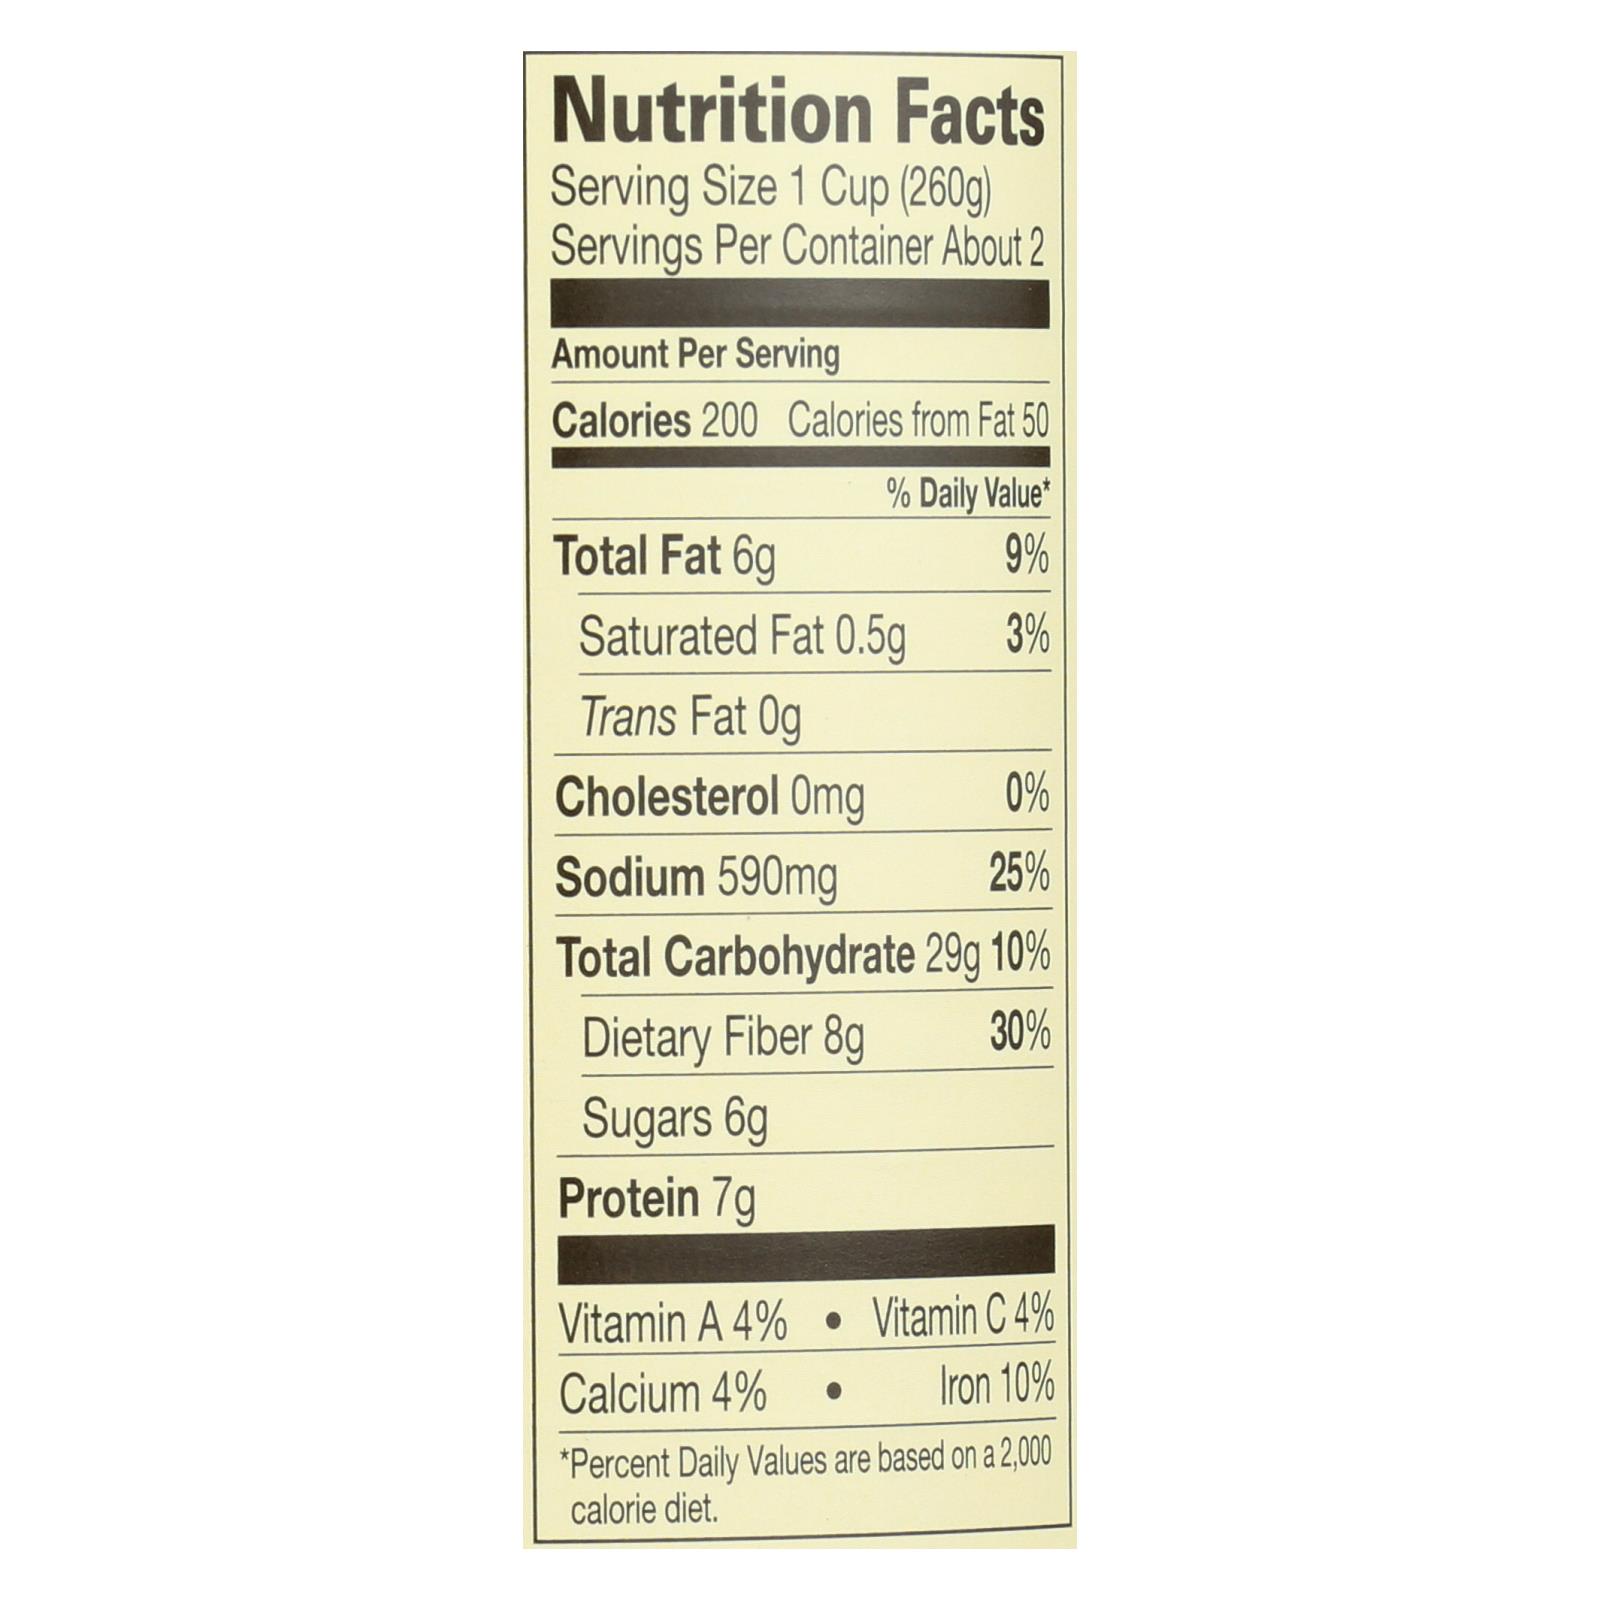 Nutrition Facts
Serving Size 1 Cup (260g)
Servings Per Container About 2
Amount Per Serving
Calories 200 Calories from Fat 50
% Daily Value*
Total Fat 6g 9%
Saturated Fat 0.5g 3%
Trans Fat 0g
Cholesterol 0mg 0%
Sodium 590mg 25%
Total Carbohydrate 29g 10%
Dietary Fiber 8g 30%
Sugars 6g
Protein 7g
Vitamin A 4% • Vitamin C 4%
Calcium 4% • Iron 10%
*Percent Daily Values are based on a 2,000
calorie diet.